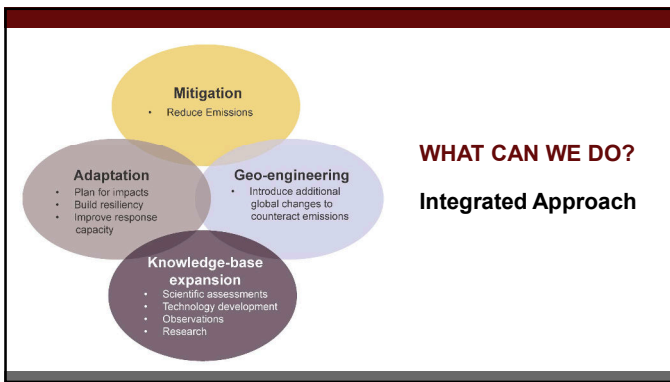 Mitigation
• Reduce Emissions
Adaptation
• Plan for impacts
• Build resiliency
• Improve response
capacity
Geo-engineering
• Introduce additional
global changes to
counteract emissions
Knowledge-base
expansion
• Scientific assessments
• Technology development
• Observations
• Research
WHAT CAN WE DO?
Integrated Approach